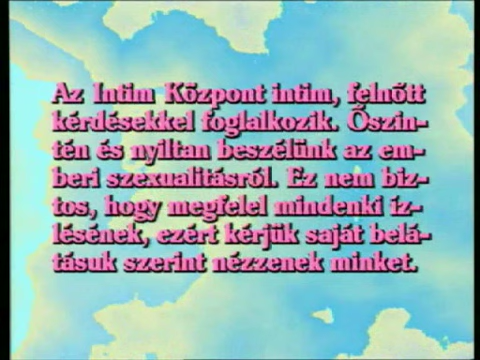 Az Intim Központ intim, felnőtt
kérdésekkel foglalkozik. Őszin-
tén és nyiltan beszélünk az em-
beri szexualitásról. Ez nem biz-
tos, hogy megfelel mindenki íz-
lésének, ezért kérjük saját belá-
tásuk szerint nézzenek minket.